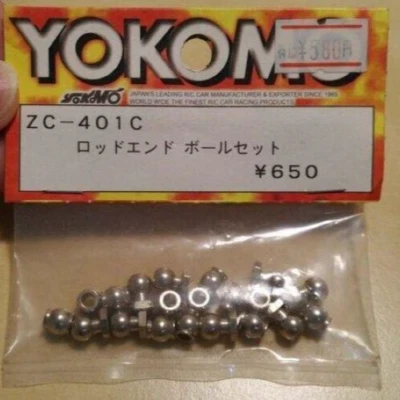 YOKOMO
¥580円
YOKOMO
JAPAN'S LEADING R/C CAR MANUFACTURER & EXPORTER SINCE
WORLD WIDE THE FINEST R/C CAR RACING PRODUCTS
ZC-401C
ロッドエンド ボールセット
¥650